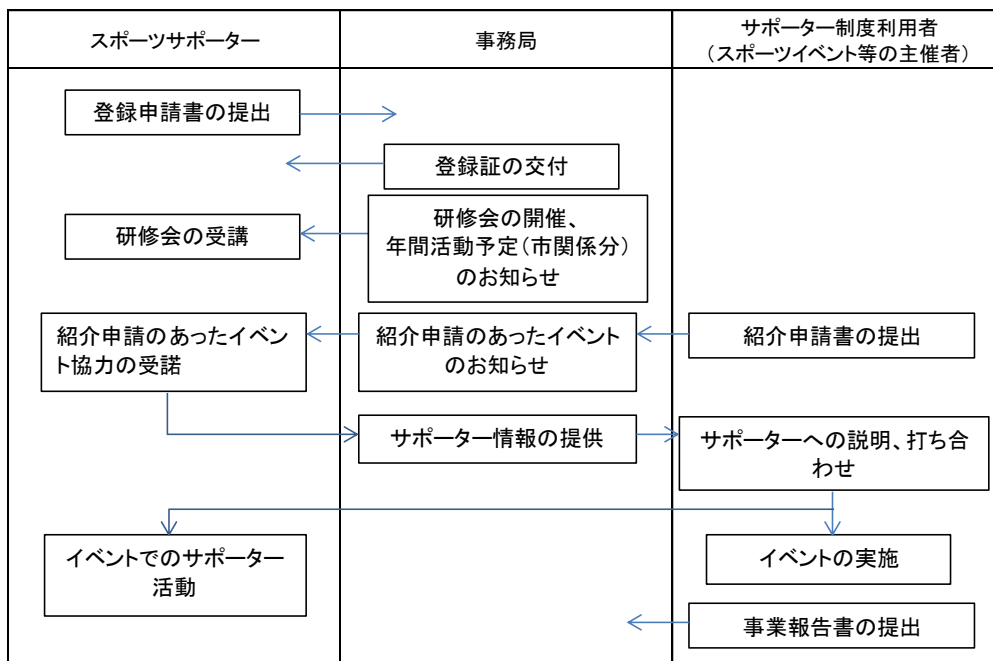 スポーツサポーター
事務局
サポーター制度利用者
（スポーツイベント等の主催者）
登録申請書の提出
登録証の交付
研修会の受講
研修会の開催、
年間活動予定（市関係分）
のお知らせ
紹介申請のあったイベン
ト協力の受諾
紹介申請のあったイベント
のお知らせ
紹介申請書の提出
サポーター情報の提供
サポーターへの説明、打ち合
わせ
イベントでのサポーター
活動
イベントの実施
事業報告書の提出